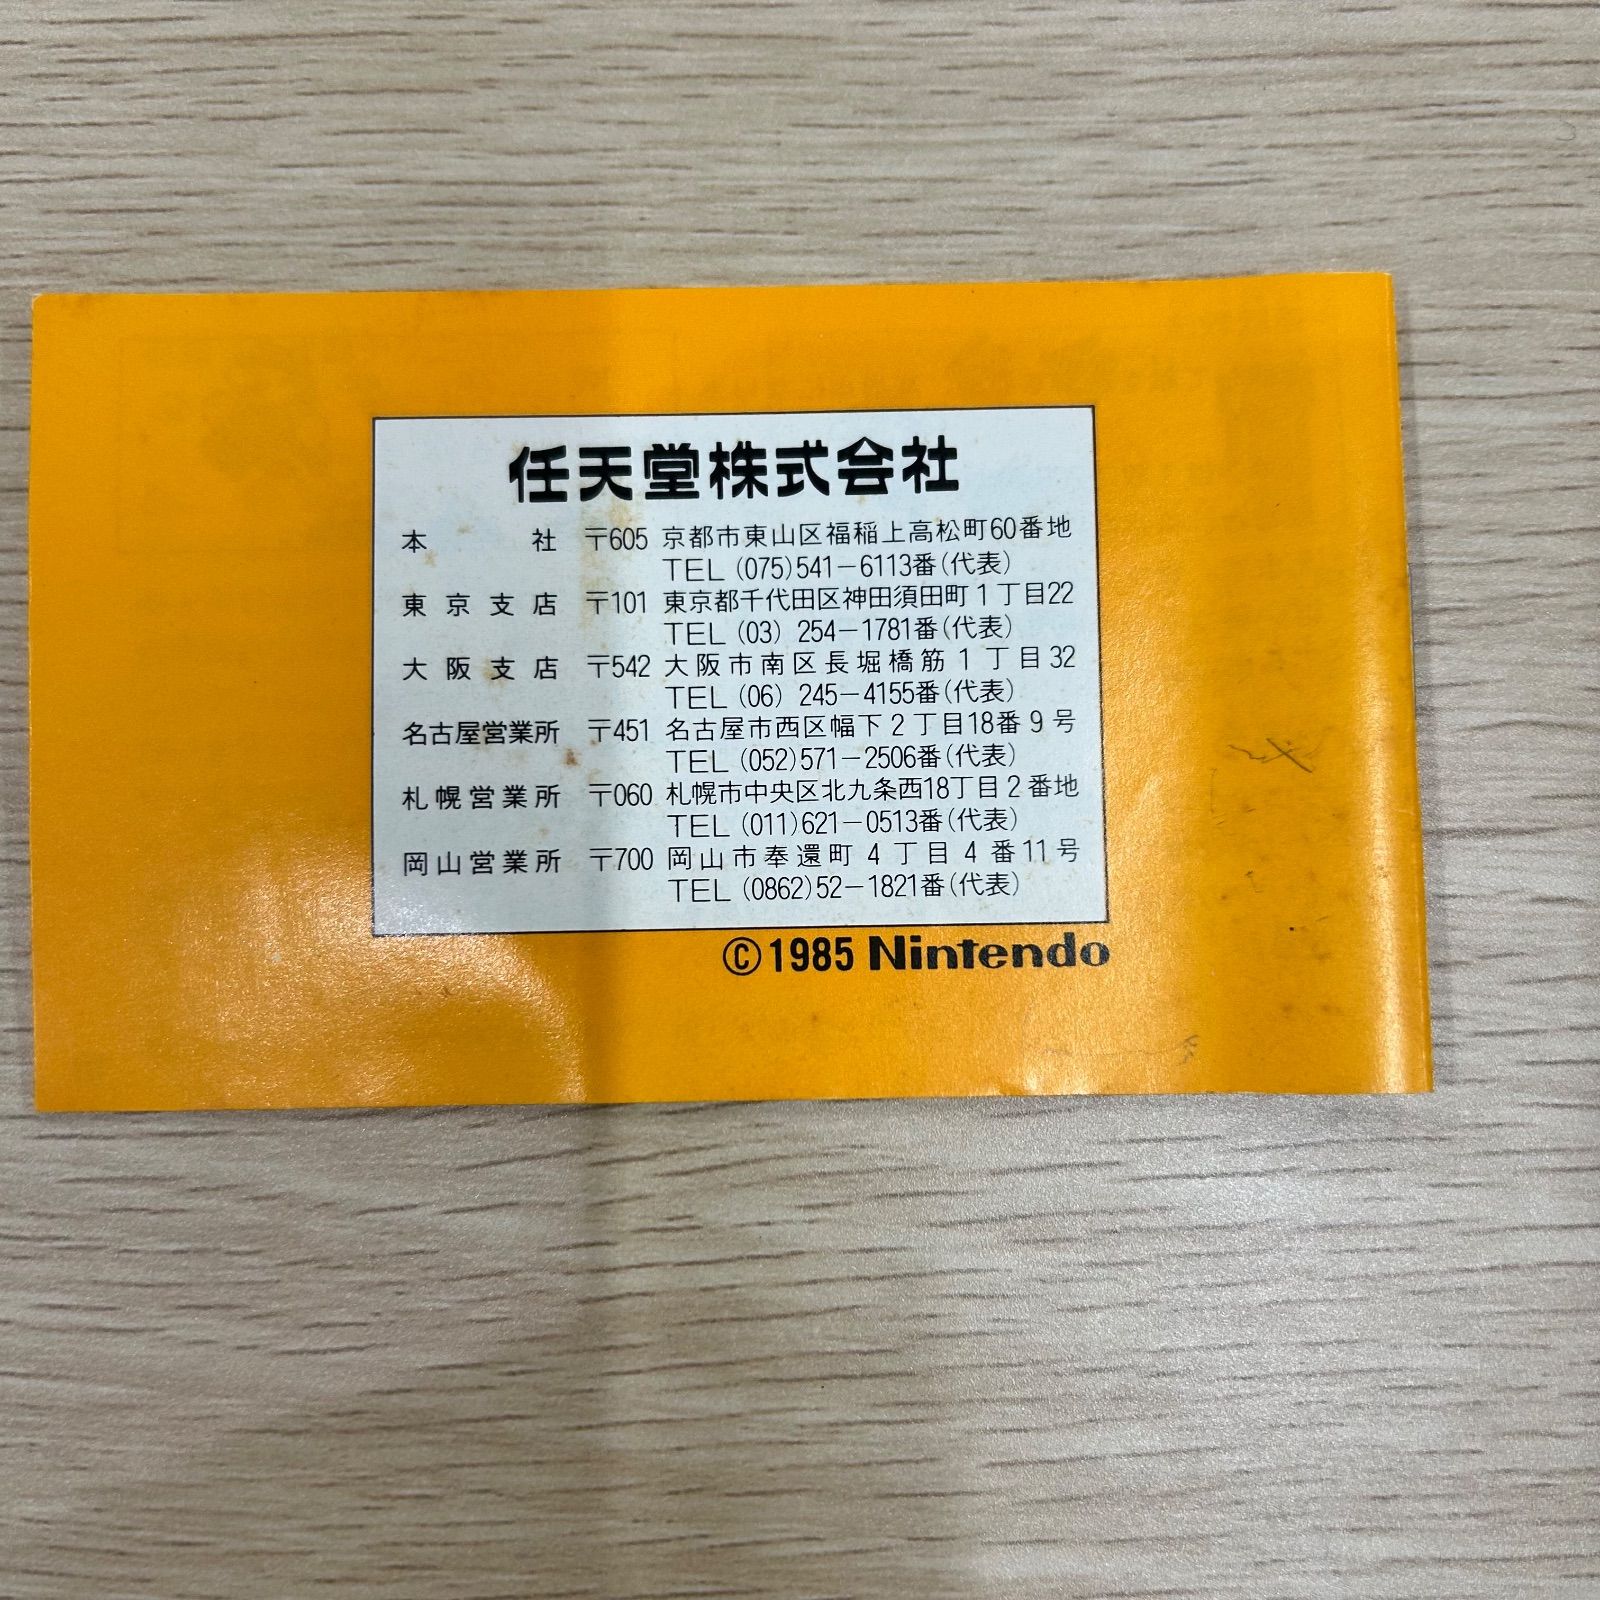 任天堂株式会社
本社 〒605 京都市東山区福稲上高松町60番地
TEL (075)541-6113番(代表)
東京支店 〒101 東京都千代田区神田須田町1丁目22
TEL (03) 254-1781番(代表)
大阪支店 〒542 大阪市南区長堀橋筋1丁目32
TEL (06) 245-4155番(代表)
名古屋営業所 〒451 名古屋市西区幅下2丁目18番9号
TEL (052)571-2506番(代表)
札幌営業所 〒060 札幌市中央区北九条西18丁目2番地
TEL (011)621-0513番(代表)
岡山営業所 〒700 岡山市奉還町4丁目4番11号
TEL (0862)52-1821番(代表)
©1985 Nintendo